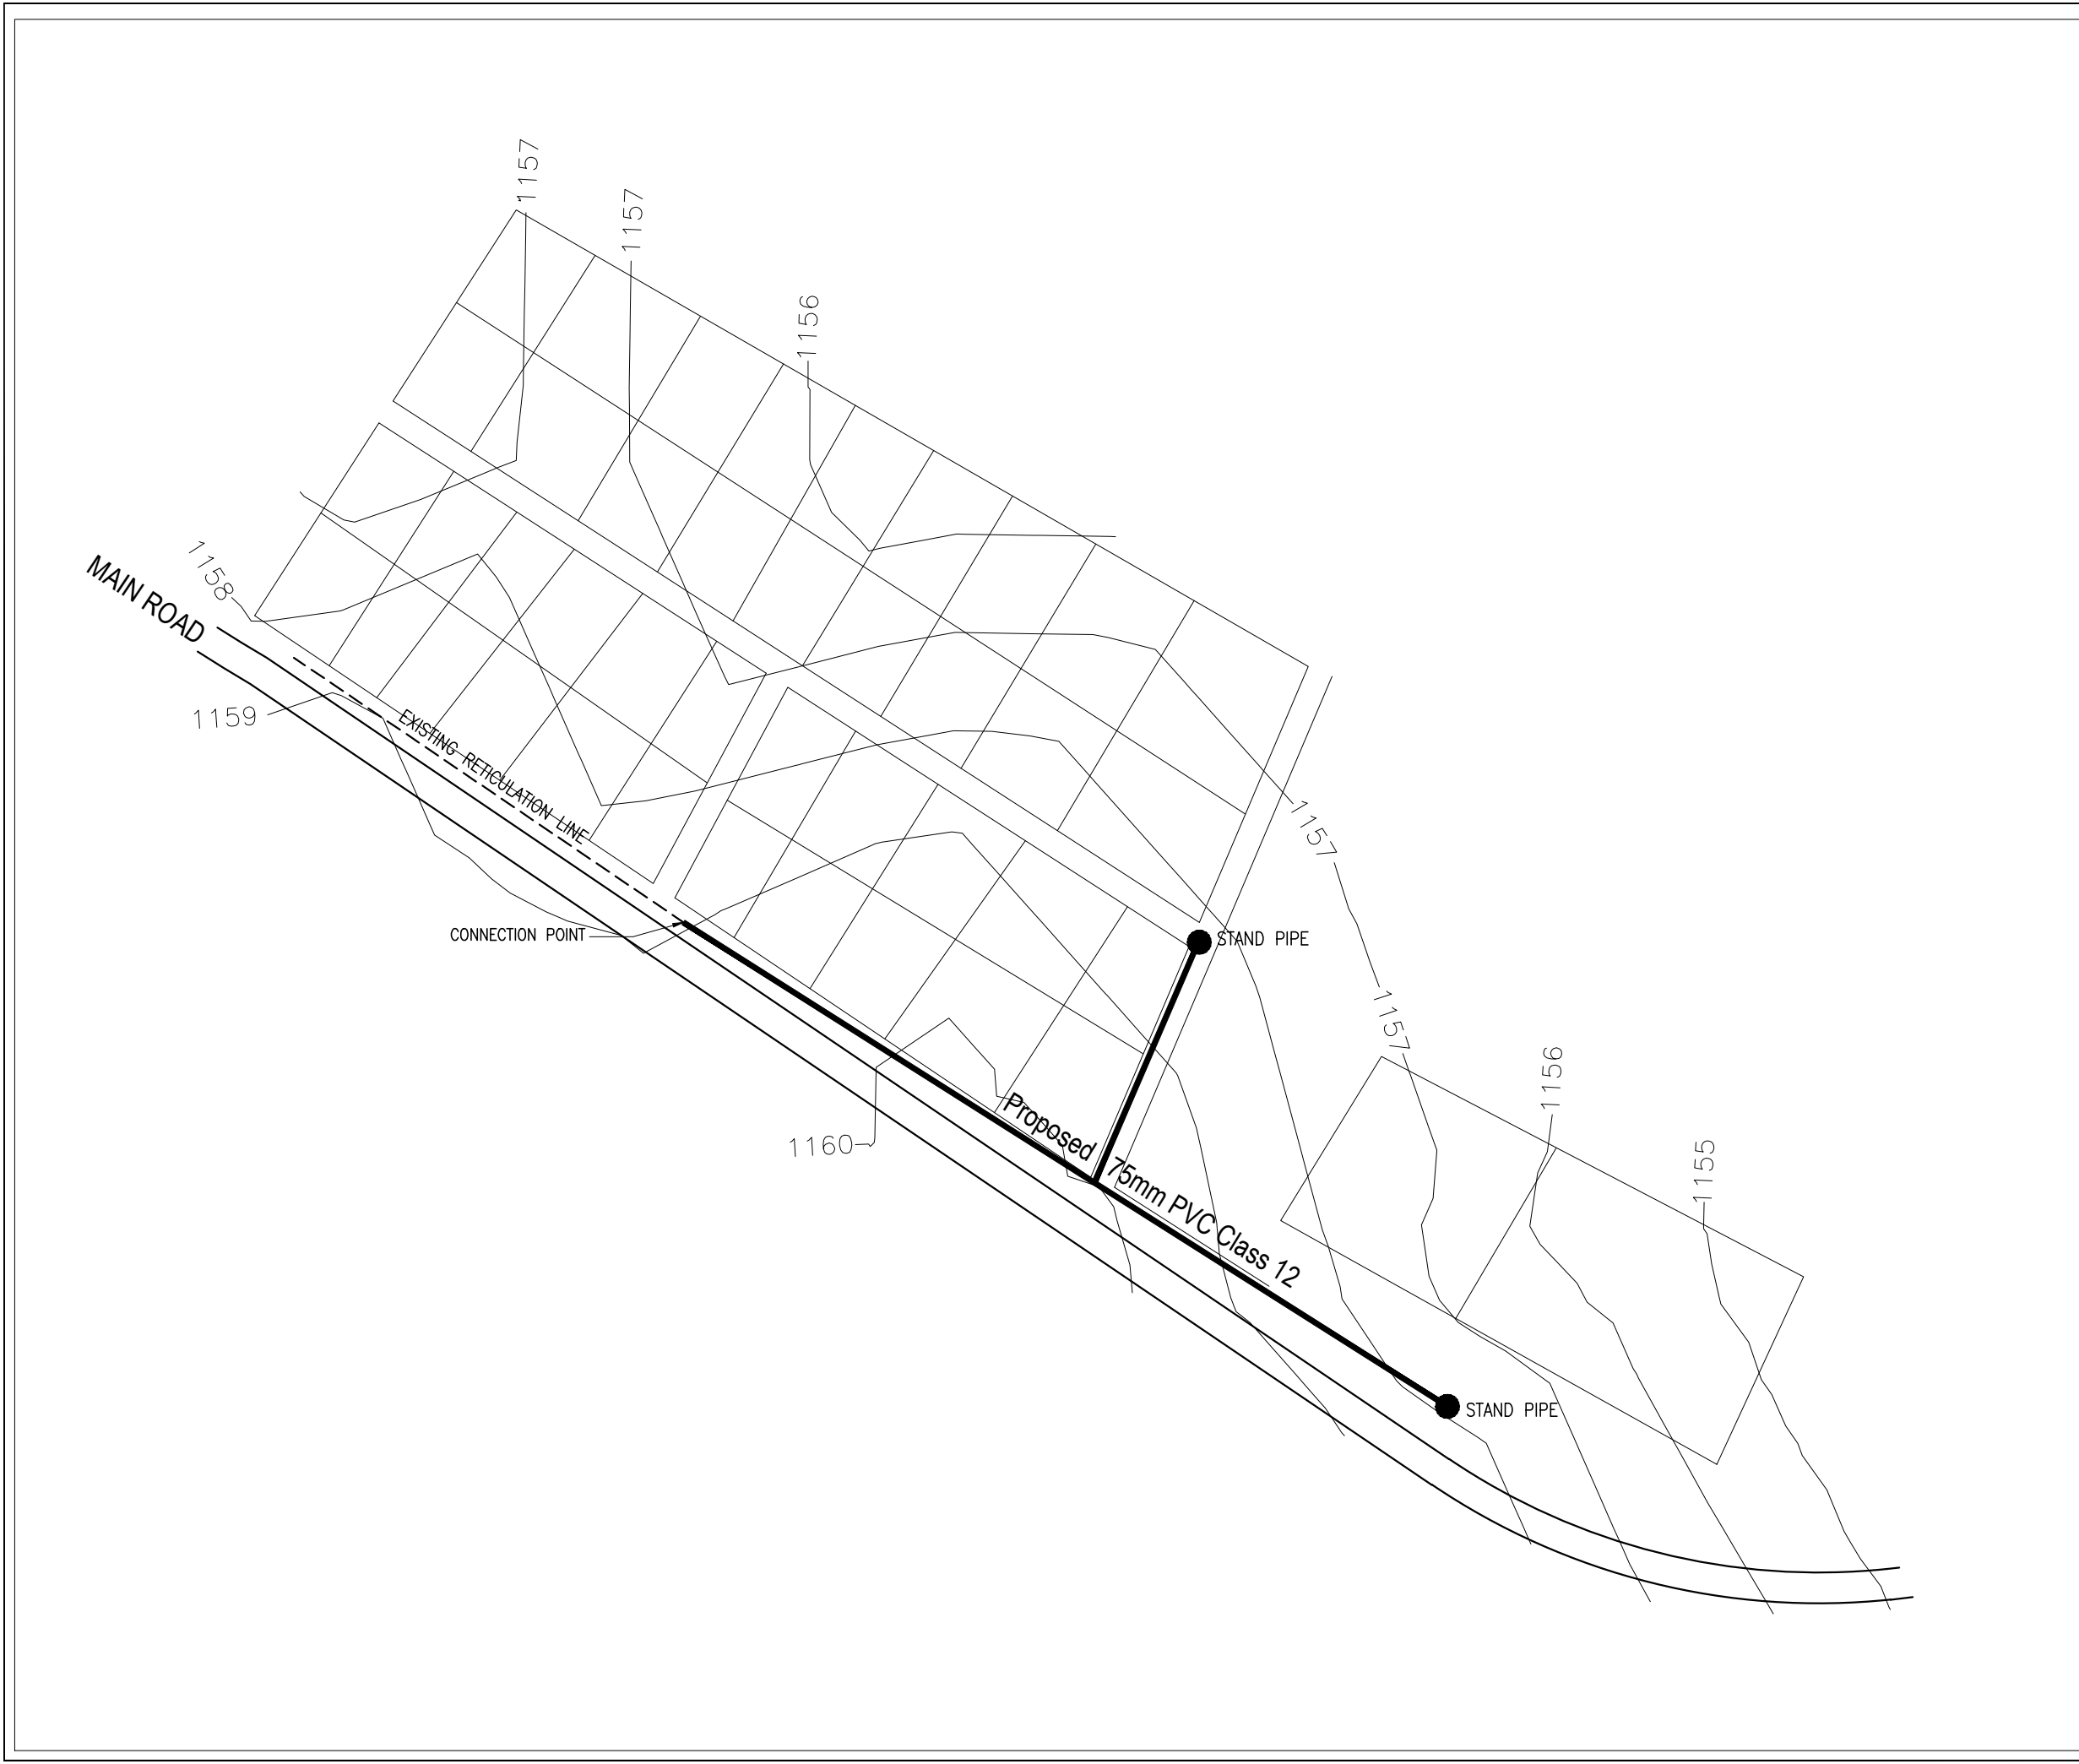 1157
1157
1156
1158
MAIN ROAD
1159
EXISTING RETICULATION LINE
CONNECTION POINT
STAND PIPE
1157
1157
1156
1155
1160
Proposed 75mm PVC Class 12
STAND PIPE